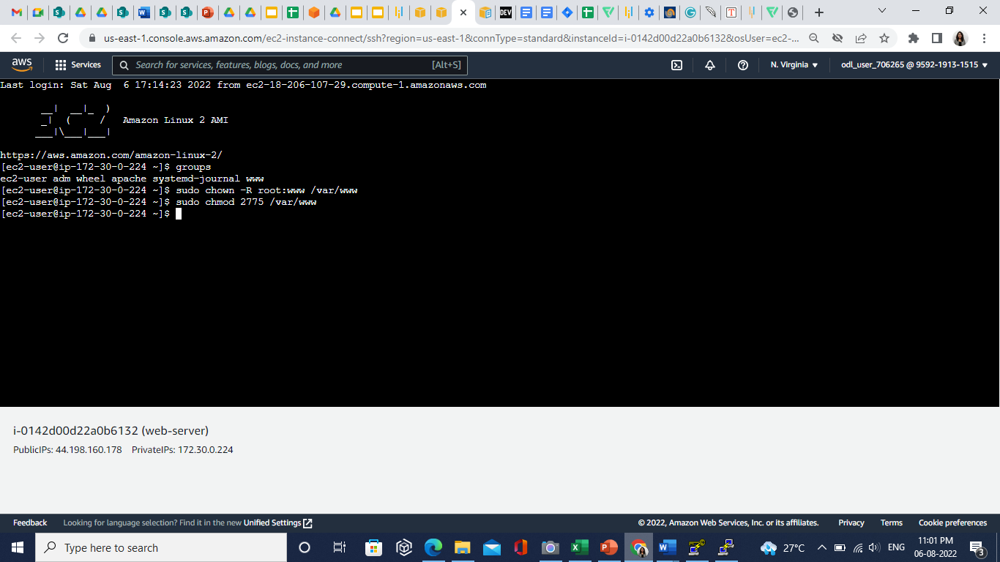 DEV
us-east-1.console.aws.amazon.com/ec2-instance-connect/ssh?region=us-east-1&connType=standard&instanceId=i-0142d00d22a0b6132&osUser=ec2-...
aws
Services
Search for services, features, blogs, docs, and more
[Alt+S]
N. Virginia
odl_user_706265 @ 9592-1913-1515
Last login: Sat Aug  6 17:14:23 2022 from ec2-18-206-107-29.compute-1.amazonaws.com
       __|  __|_  )
       _|  (     /   Amazon Linux 2 AMI
      ___|\___|___|
https://aws.amazon.com/amazon-linux-2/
[ec2-user@ip-172-30-0-224 ~]$ groups
ec2-user adm wheel apache systemd-journal www
[ec2-user@ip-172-30-0-224 ~]$ sudo chown -R root:www /var/www
[ec2-user@ip-172-30-0-224 ~]$ sudo chmod 2775 /var/www
[ec2-user@ip-172-30-0-224 ~]$
i-0142d00d22a0b6132 (web-server)
PublicIPs: 44.198.160.178 PrivateIPs: 172.30.0.224
Feedback
Looking for language selection? Find it in the new Unified Settings
© 2022, Amazon Web Services, Inc. or its affiliates.
Privacy
Terms
Cookie preferences
Type here to search
27°C
ENG
11:01 PM
06-08-2022
3